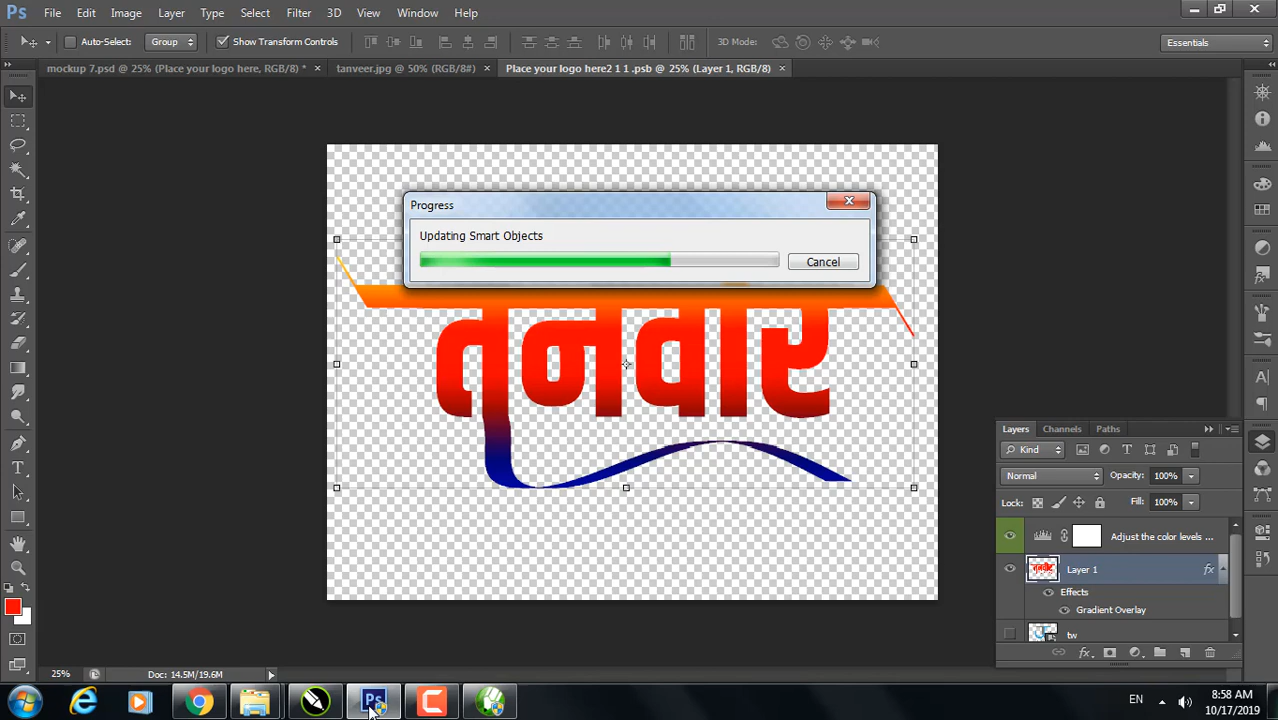 Ps File Edit Image Layer Type Select Filter 3D View Window Help
Auto-Select: Group Show Transform Controls 3D Mode: Essentials
mockup 7.psd @ 25% (Place your logo here, RGB/8) * × tanveer.jpg @ 50% (RGB/8#) × Place your logo here2 1 1 .psb @ 25% (Layer 1, RGB/8) ×
Progress
Updating Smart Objects
Cancel
तनवीर
Layers Channels Paths
Kind
Normal Opacity: 100%
Lock: Fill: 100%
Adjust the color levels ...
Layer 1 fx
Effects
Gradient Overlay
tw
25% Doc: 14.5M/19.6M
EN 8:58 AM
10/17/2019